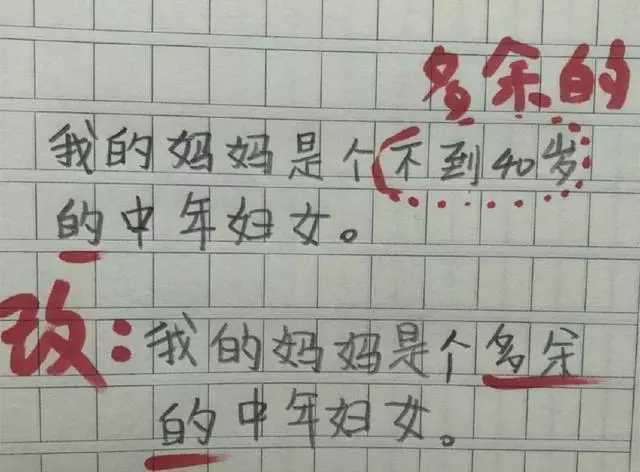 多余的
我的妈妈是个(不到40岁
的中年妇女。
改:我的妈妈是个多余
的中年妇女。